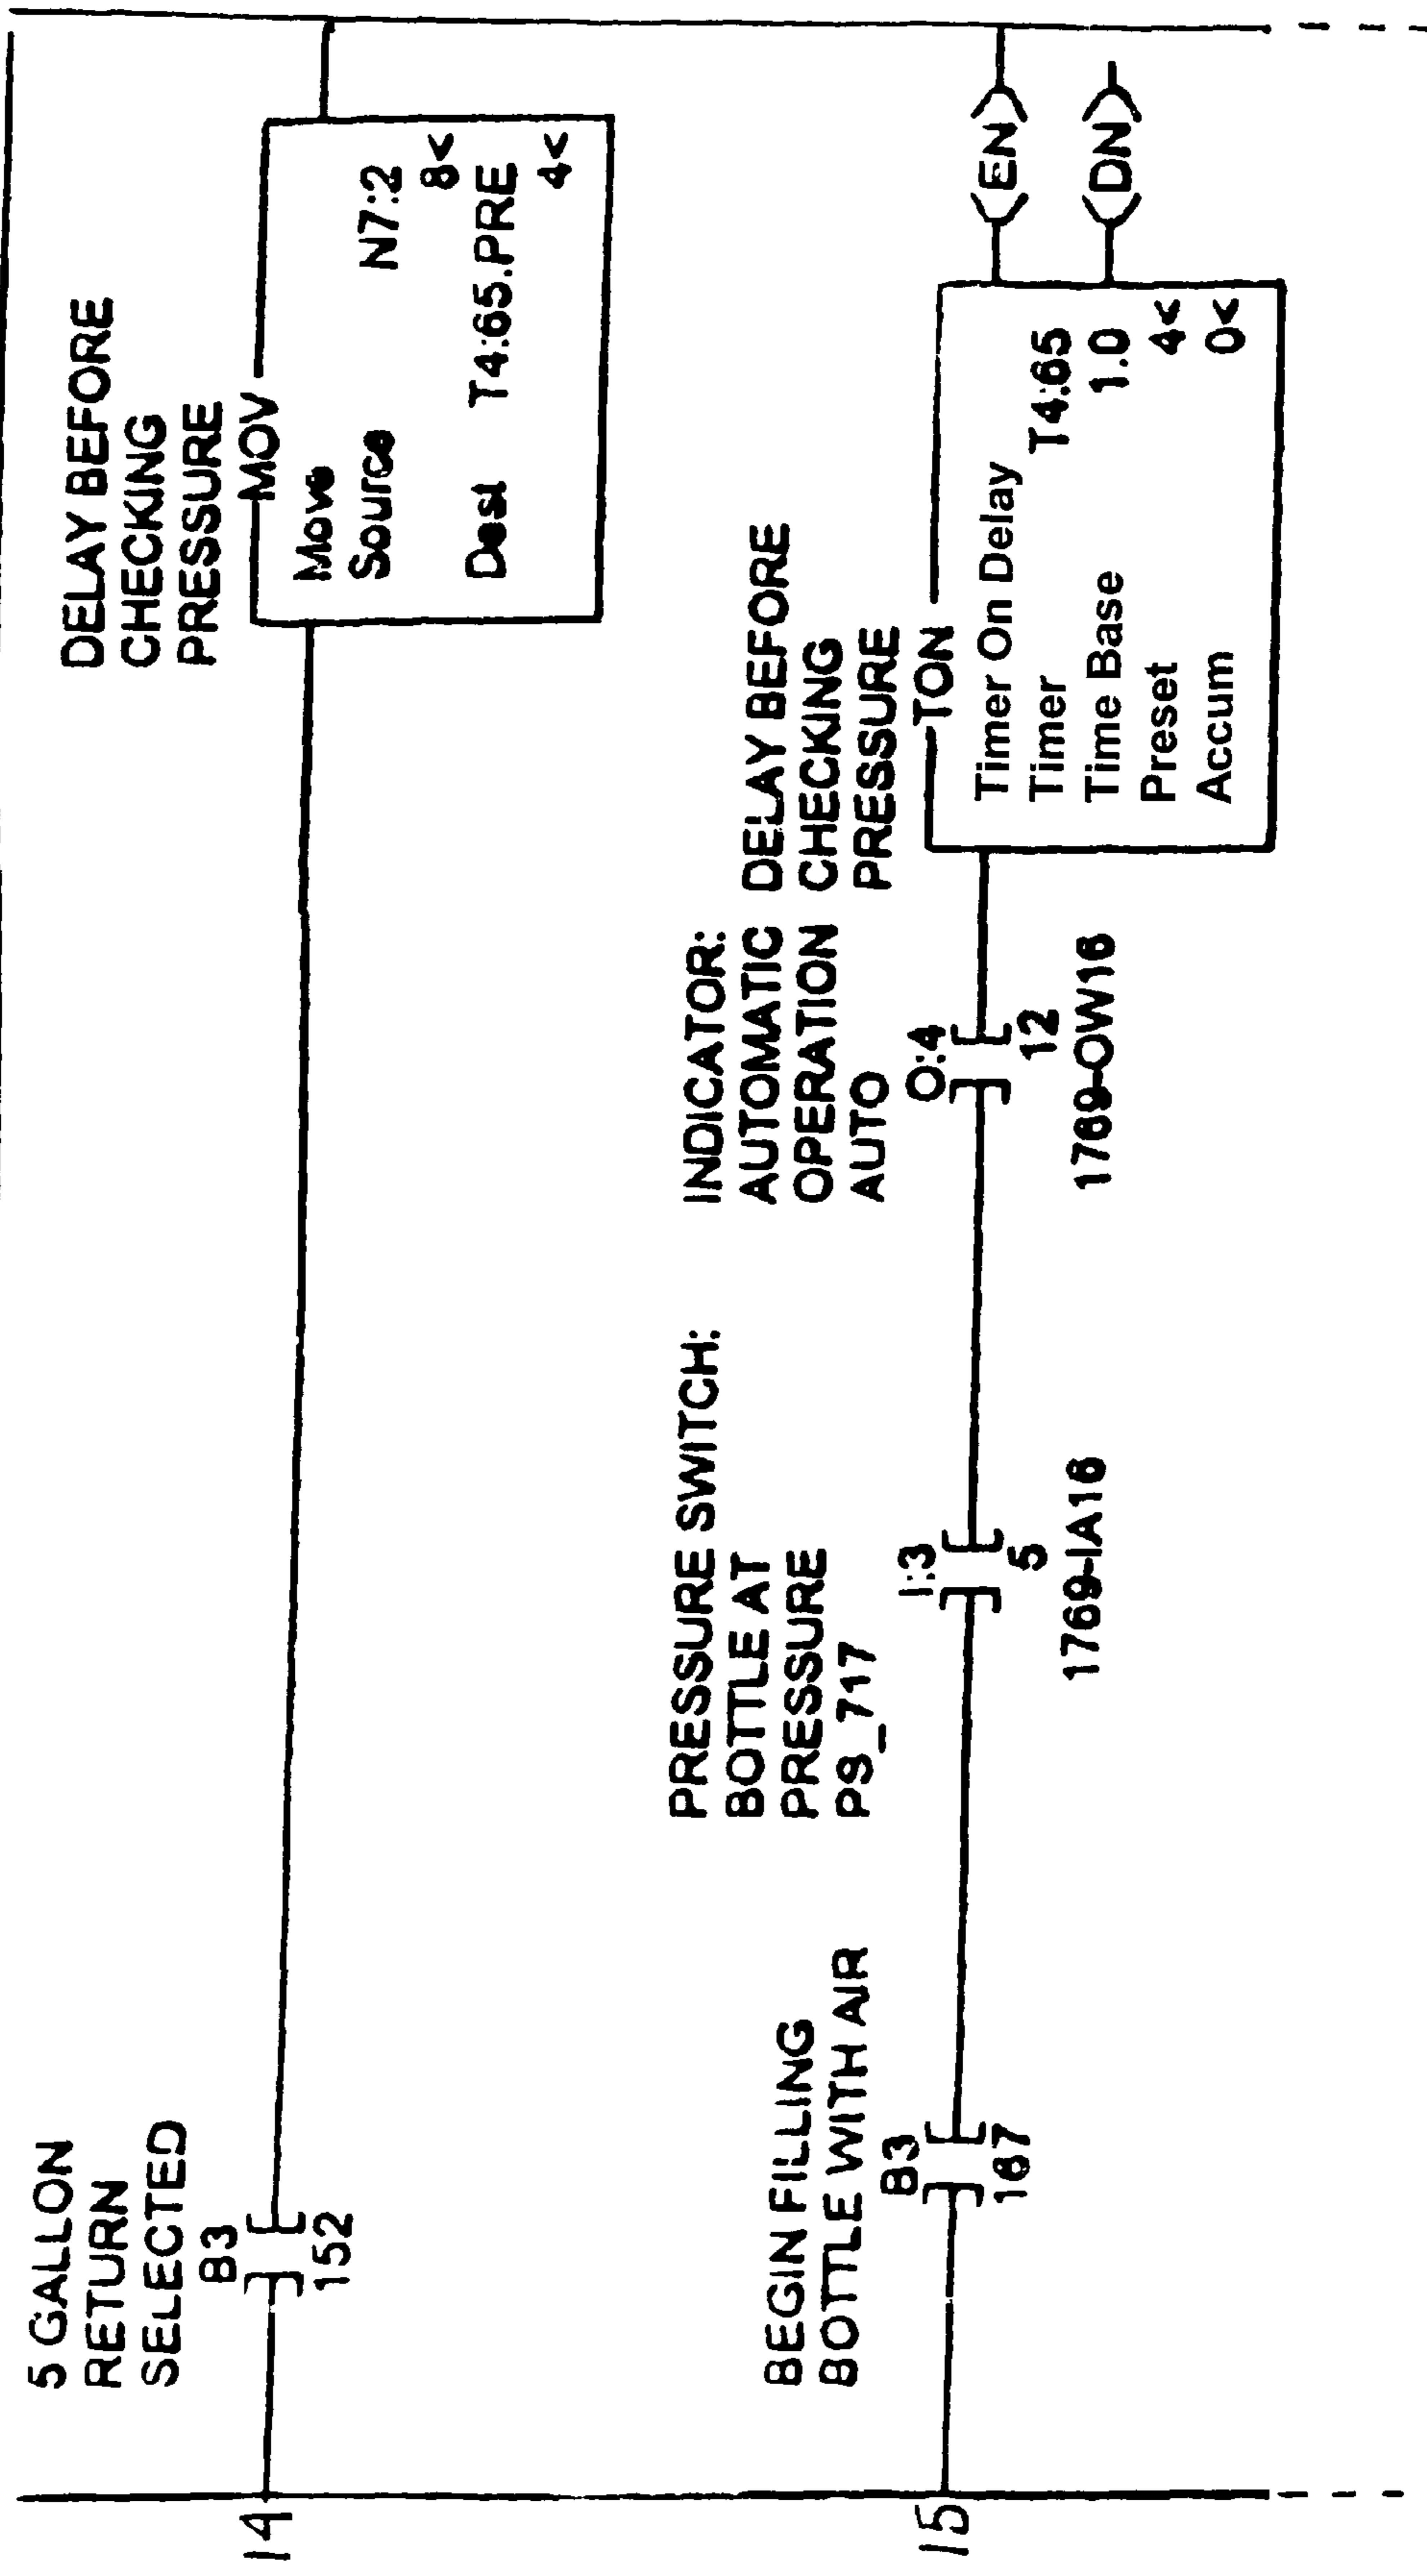 14
5 GALLON
RETURN
SELECTED
B3
152
DELAY BEFORE
CHECKING
PRESSURE
MOV
Move
Source N7:2
8<
Dest T4:65.PRE
4<
15
BEGIN FILLING
BOTTLE WITH AIR
B3
167
PRESSURE SWITCH:
BOTTLE AT
PRESSURE
PS_717
I:3
5
1769-IA16
INDICATOR:
AUTOMATIC
OPERATION
AUTO
O:4
12
1769-OW16
DELAY BEFORE
CHECKING
PRESSURE
TON
Timer On Delay
Timer T4:65
Time Base 1.0
Preset 4<
Accum 0<
EN
DN